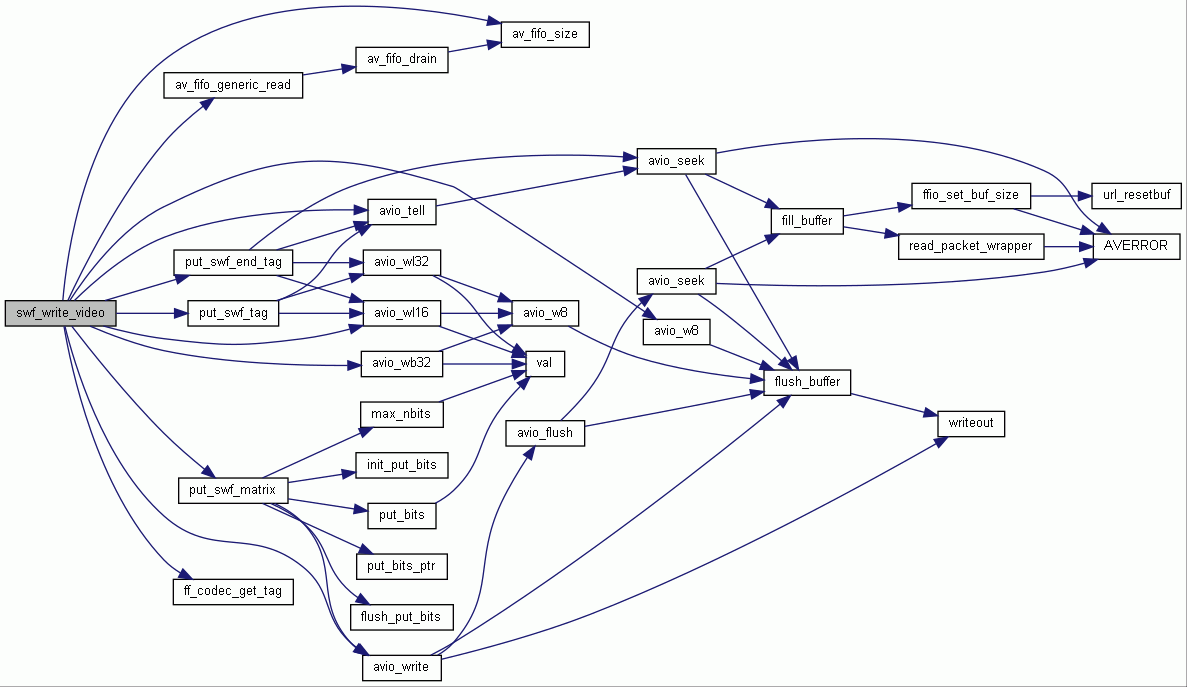 av_fifo_size
av_fifo_drain
av_fifo_generic_read
avio_seek
ffio_set_buf_size
url_resetbuf
avio_tell
fill_buffer
read_packet_wrapper
AVERROR
put_swf_end_tag
avio_wl32
avio_seek
swf_write_video
put_swf_tag
avio_wl16
avio_w8
avio_w8
avio_wb32
val
flush_buffer
max_nbits
avio_flush
writeout
init_put_bits
put_swf_matrix
put_bits
put_bits_ptr
ff_codec_get_tag
flush_put_bits
avio_write